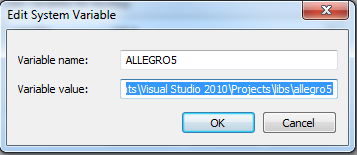 Edit System Variable
Variable name: ALLEGRO5
Variable value: ts\Visual Studio 2010\Projects\libs\allegro5
OK Cancel